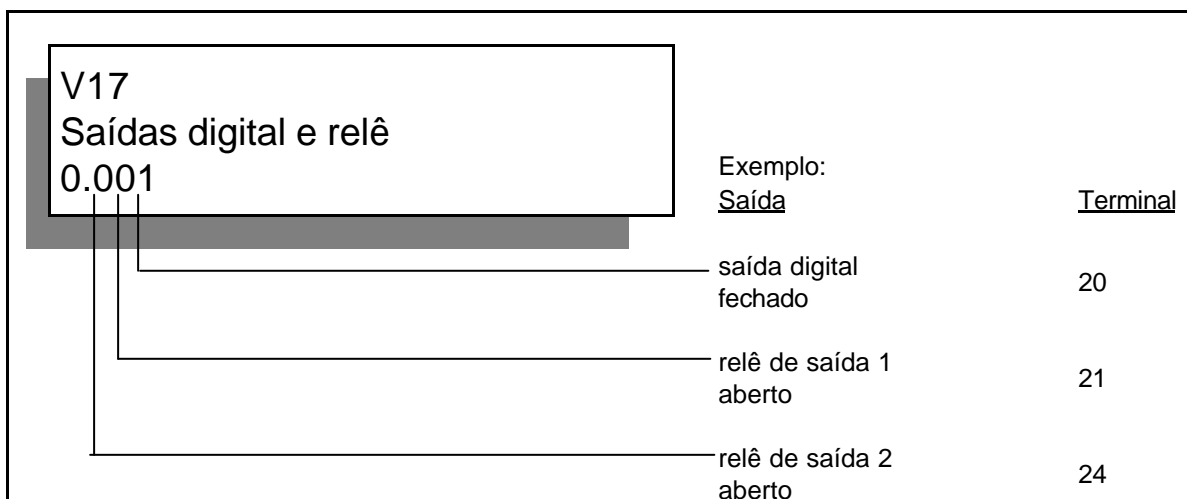 V17
Saídas digital e relê
0.001
Exemplo:
Saída Terminal
saída digital
fechado 20
relê de saída 1
aberto 21
relê de saída 2
aberto 24